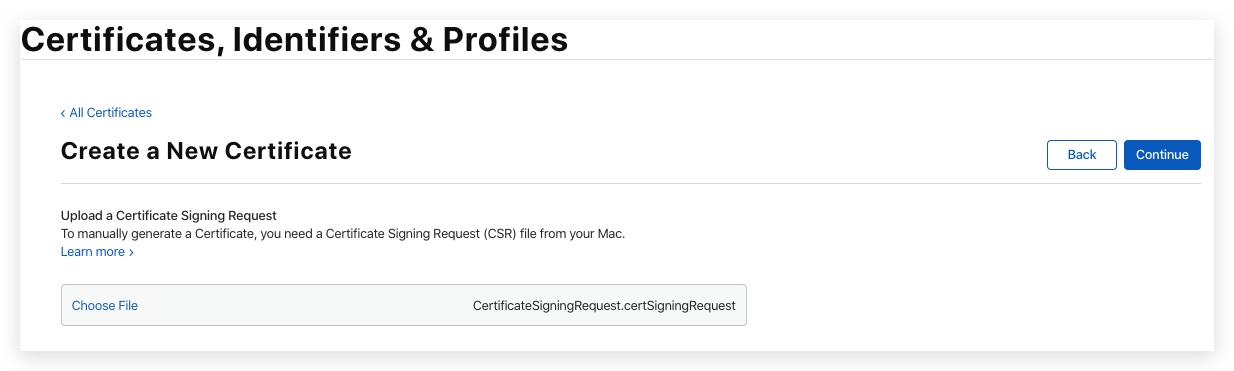 Certificates, Identifiers & Profiles
‹ All Certificates
Create a New Certificate
Back
Continue
Upload a Certificate Signing Request
To manually generate a Certificate, you need a Certificate Signing Request (CSR) file from your Mac.
Learn more ›
Choose File
CertificateSigningRequest.certSigningRequest